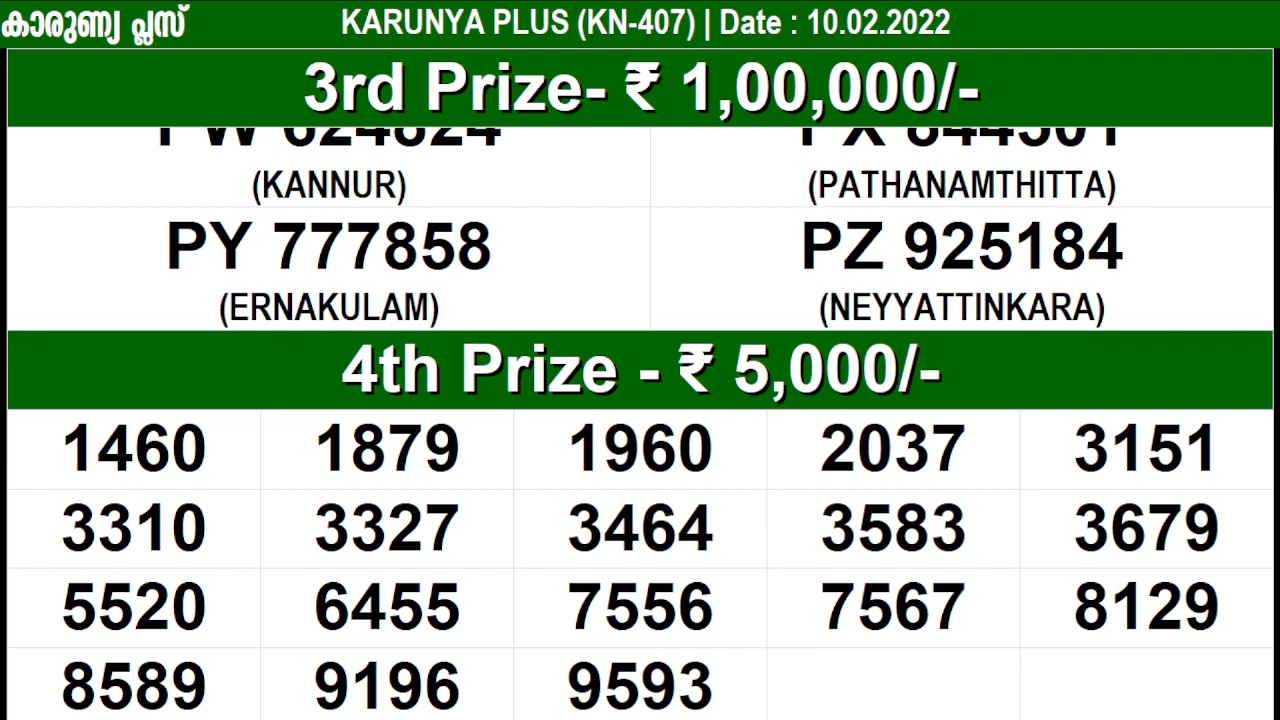 കാരുണ്യ പ്ലസ് KARUNYA PLUS (KN-407) | Date : 10.02.2022
3rd Prize- ₹ 1,00,000/-
(KANNUR) (PATHANAMTHITTA)
PY 777858 PZ 925184
(ERNAKULAM) (NEYYATTINKARA)
4th Prize - ₹ 5,000/-
1460 1879 1960 2037 3151
3310 3327 3464 3583 3679
5520 6455 7556 7567 8129
8589 9196 9593